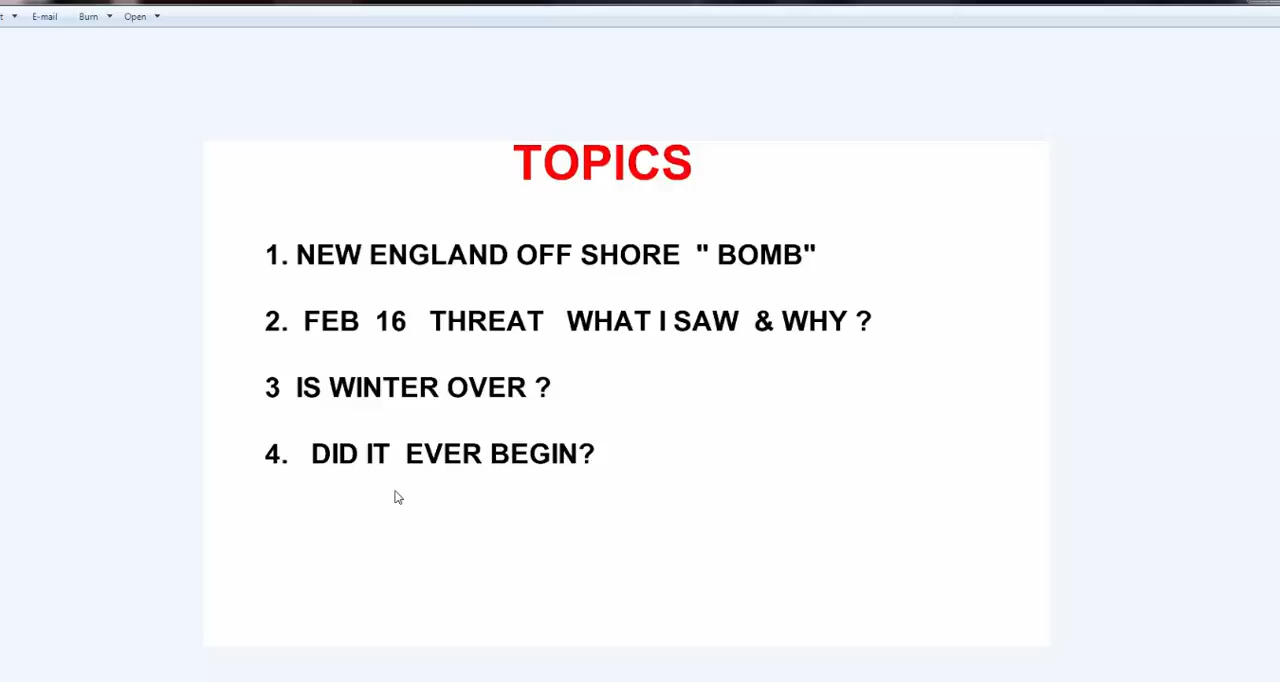 E-mail Burn Open
TOPICS
1. NEW ENGLAND OFF SHORE " BOMB"
2. FEB 16 THREAT WHAT I SAW & WHY ?
3 IS WINTER OVER ?
4. DID IT EVER BEGIN?